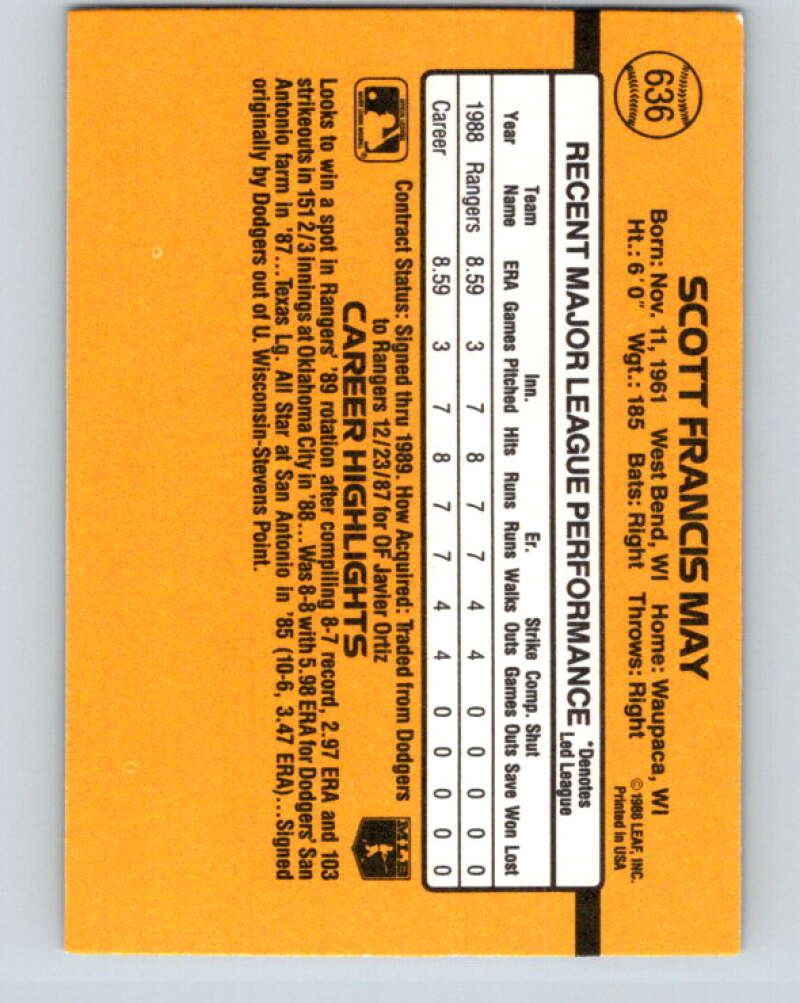 636
SCOTT FRANCIS MAY
Born: Nov. 11, 1961 West Bend, WI Home: Waupaca, WI
Ht.: 6'0" Wgt.: 185 Bats: Right Throws: Right
©1988 LEAF, INC.
Printed in USA
RECENT MAJOR LEAGUE PERFORMANCE *Denotes
Led League
Team Inn. Er. Strike Comp. Shut
Year Name ERA Games Pitched Hits Runs Runs Walks Outs Games Outs Save Won Lost
1988 Rangers 8.59 3 7 8 7 7 4 4 0 0 0 0 0
Career 8.59 3 7 8 7 7 4 4 0 0 0 0 0
Contract Status: Signed thru 1989. How Acquired: Traded from Dodgers
to Rangers 12/23/87 for OF Javier Ortiz
MLB
CAREER HIGHLIGHTS
Looks to win a spot in Rangers' '89 rotation after compiling 8-7 record, 2.97 ERA and 103
strikeouts in 151 2/3 innings at Oklahoma City in '88... Was 8-8 with 5.98 ERA for Dodgers' San
Antonio farm in '87... Texas Lg. All Star at San Antonio in '85 (10-6, 3.47 ERA)... Signed
originally by Dodgers out of U. Wisconsin-Stevens Point.